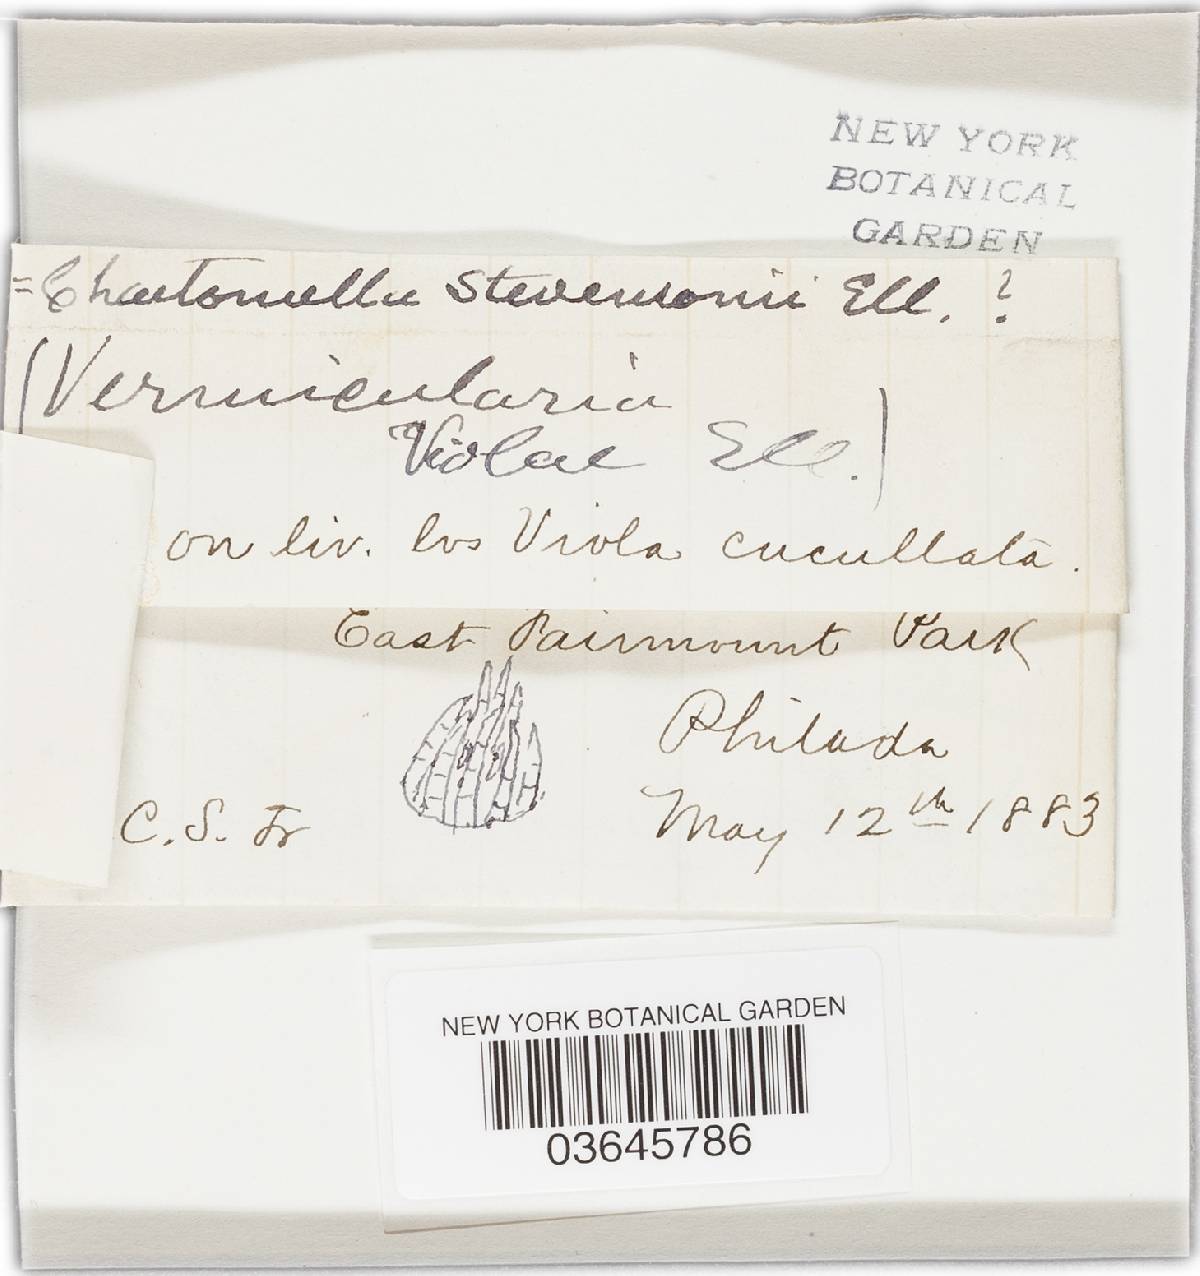 NEW YORK
BOTANICAL
GARDEN
= Chaetomella Stevensonii Ell. ?
(Vermicularia
Violae Ell.)
on liv. lvs Viola cucullata.
East Fairmount Park
Philada
C. S. Jr
May 12th 1883
NEW YORK BOTANICAL GARDEN
03645786